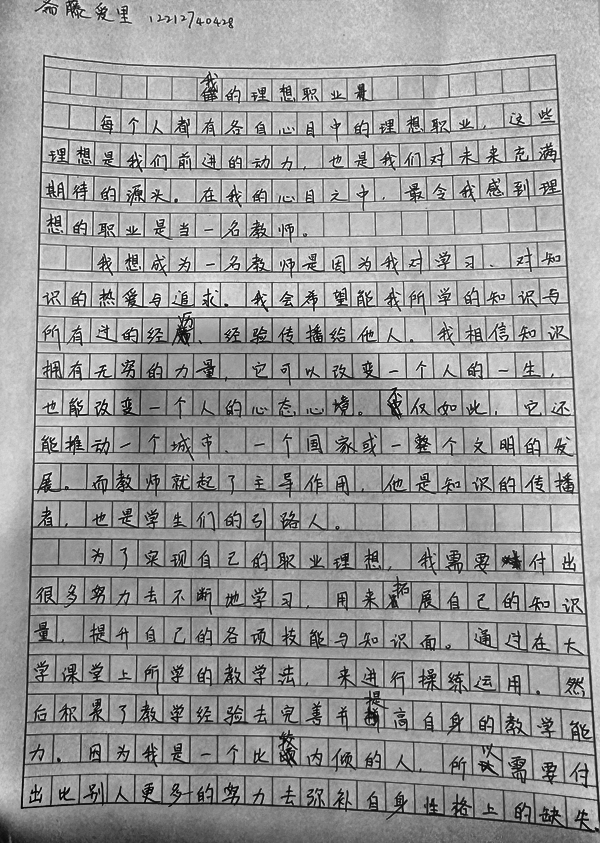 斋藤爱里 12212740428
我的理想职业
每个人都有各自心目中的理想职业，这些
理想是我们前进的动力，也是我们对未来充满
期待的源头。在我的心目之中，最令我感到理
想的职业是当一名教师。
我想成为一名教师是因为我对学习、对知
识的热爱与追求。我会希望能我所学的知识与
所有过的经历、经验传播给他人。我相信知识
拥有无穷的力量，它可以改变一个人的一生，
也能改变一个人的心态心境。不仅如此，它还
能推动一个城市、一个国家或一整个文明的发
展。而教师就起了主导作用，他是知识的传播
者，也是学生们的引路人。
为了实现自己的职业理想，我需要付出
很多努力去不断地学习，用来拓展自己的知识
量，提升自己的各项技能与知识面。通过在大
学课堂上所学的教学法，来进行操练运用。然
后积累了教学经验去完善并提高自身的教学能
力。因为我是一个比较内倾的人，所以需要付
出比别人更多的努力去弥补自身性格上的缺失。